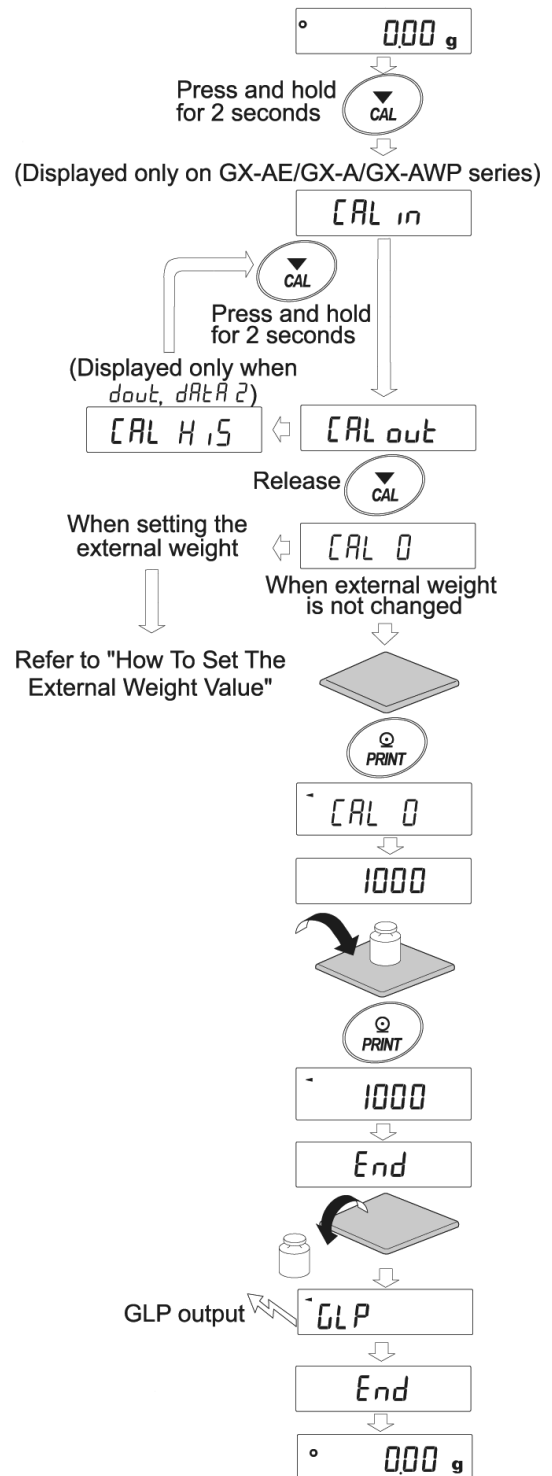 0.00 g
Press and hold
for 2 seconds
CAL
(Displayed only on GX-AE/GX-A/GX-AWP series)
CAL in
CAL
Press and hold
for 2 seconds
(Displayed only when
dout, dAtA 2)
CAL HiS
CAL out
Release
CAL
When setting the
external weight
CAL 0
When external weight
is not changed
Refer to "How To Set The
External Weight Value"
PRINT
CAL 0
1000
PRINT
1000
End
GLP output
GLP
End
0.00 g